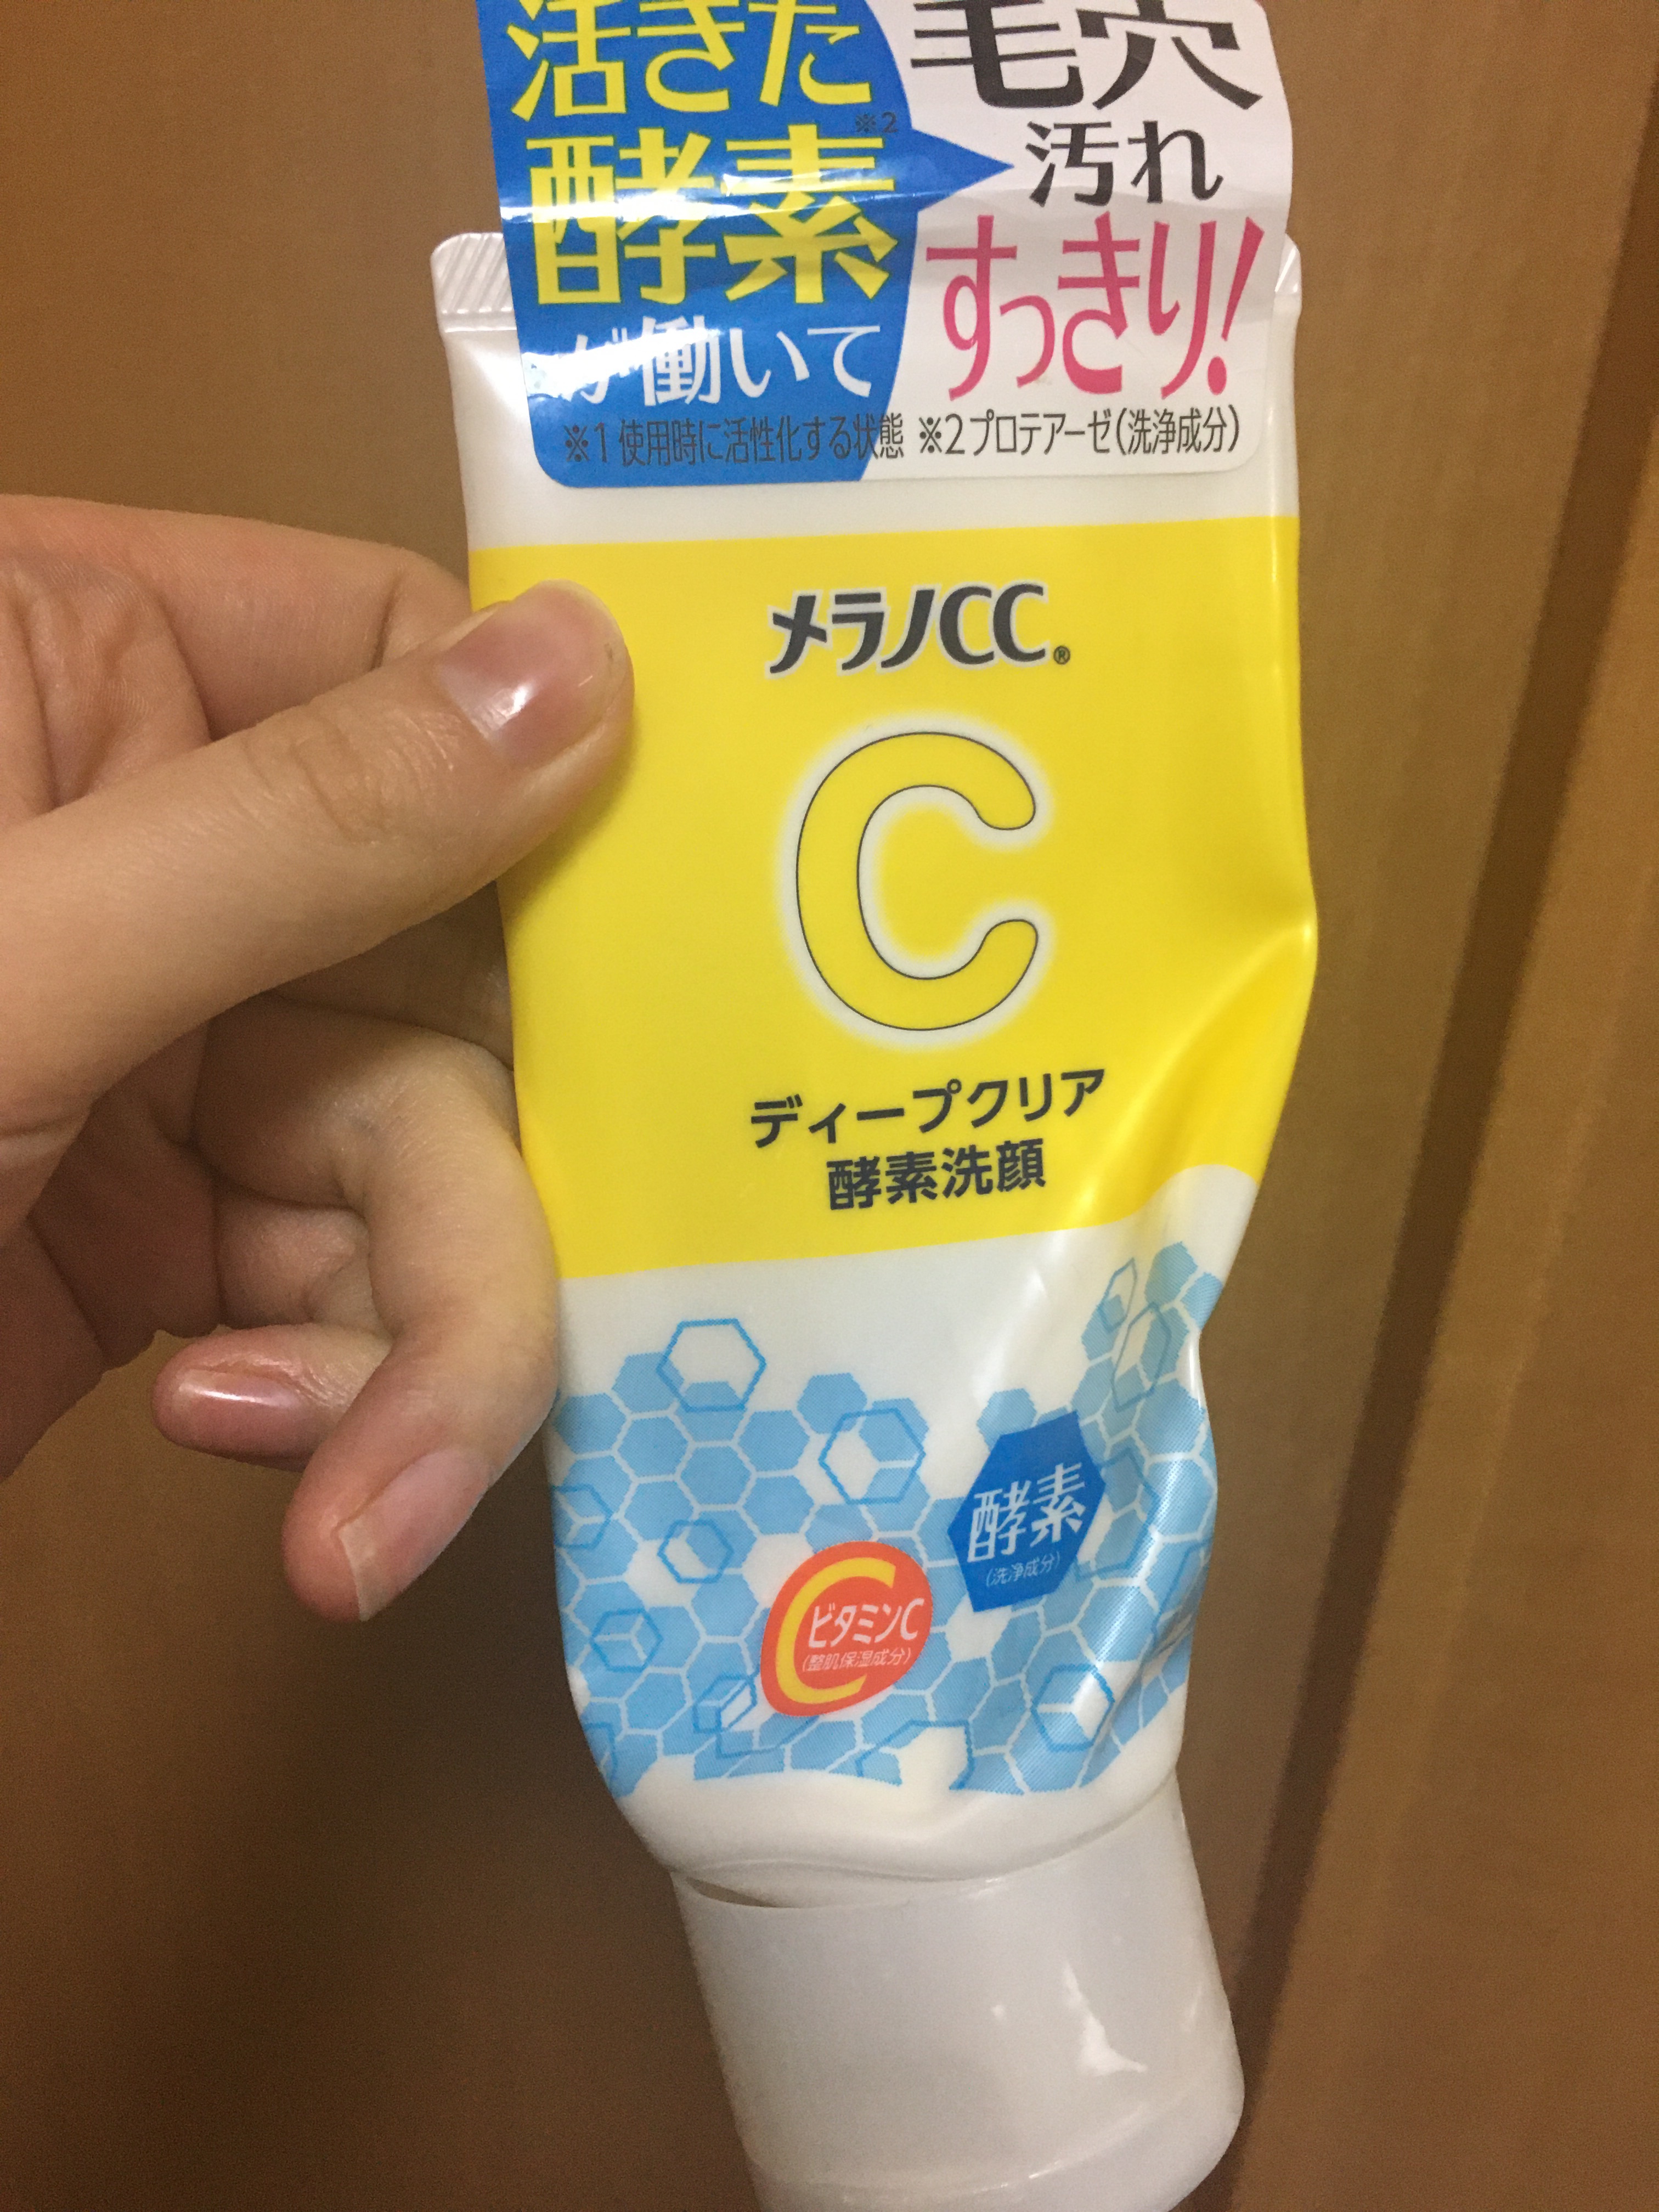 活きた
酵素※2
が働いて
毛穴
汚れ
すっきり!
※1 使用時に活性化する状態 ※2 プロテアーゼ(洗浄成分)
メラノCC®
C
ディープクリア
酵素洗顔
酵素
(洗浄成分)
C
ビタミンC
(整肌保湿成分)